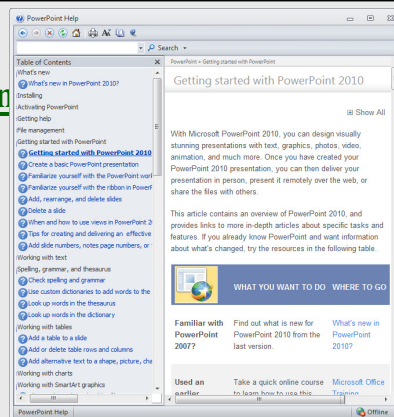 PowerPoint Help
Search
Table of Contents
What's new
What's new in PowerPoint 2010?
Installing
Activating PowerPoint
Getting help
File management
Getting started with PowerPoint
Getting started with PowerPoint 2010
Create a basic PowerPoint presentation
Familiarize yourself with the PowerPoint
Familiarize yourself with the ribbon in PowerP
Add, rearrange, and delete slides
Delete a slide
When and how to use views in PowerPoint 2
Tips for creating and delivering an effective
Add slide numbers, notes page numbers, or
Working with text
Spelling, grammar, and thesaurus
Check spelling and grammar
Use custom dictionaries to add words to the
Look up words in the thesaurus
Look up words in the dictionary
Working with tables
Add a table to a slide
Add or delete table rows and columns
Add alternative text to a shape, picture, cha
Working with charts
Working with SmartArt graphics
PowerPoint Help
PowerPoint > Getting started with PowerPoint
Getting started with PowerPoint 2010
Show All
With Microsoft PowerPoint 2010, you can design visually
stunning presentations with text, graphics, photos, video,
animation, and much more. Once you have created your
PowerPoint 2010 presentation, you can then deliver your
presentation in person, present it remotely over the web, or
share the files with others.
This article contains an overview of PowerPoint 2010, and
provides links to more in-depth articles about specific tasks and
features. If you already know PowerPoint and want information
about what's changed, try the resources in the following table.
WHAT YOU WANT TO DO WHERE TO GO
Familiar with Find out what is new for What's new in
PowerPoint PowerPoint 2010 from the PowerPoint
2007? last version. 2010?
Used an Take a quick online course Microsoft Office
earlier to learn how to use this Training
Offline